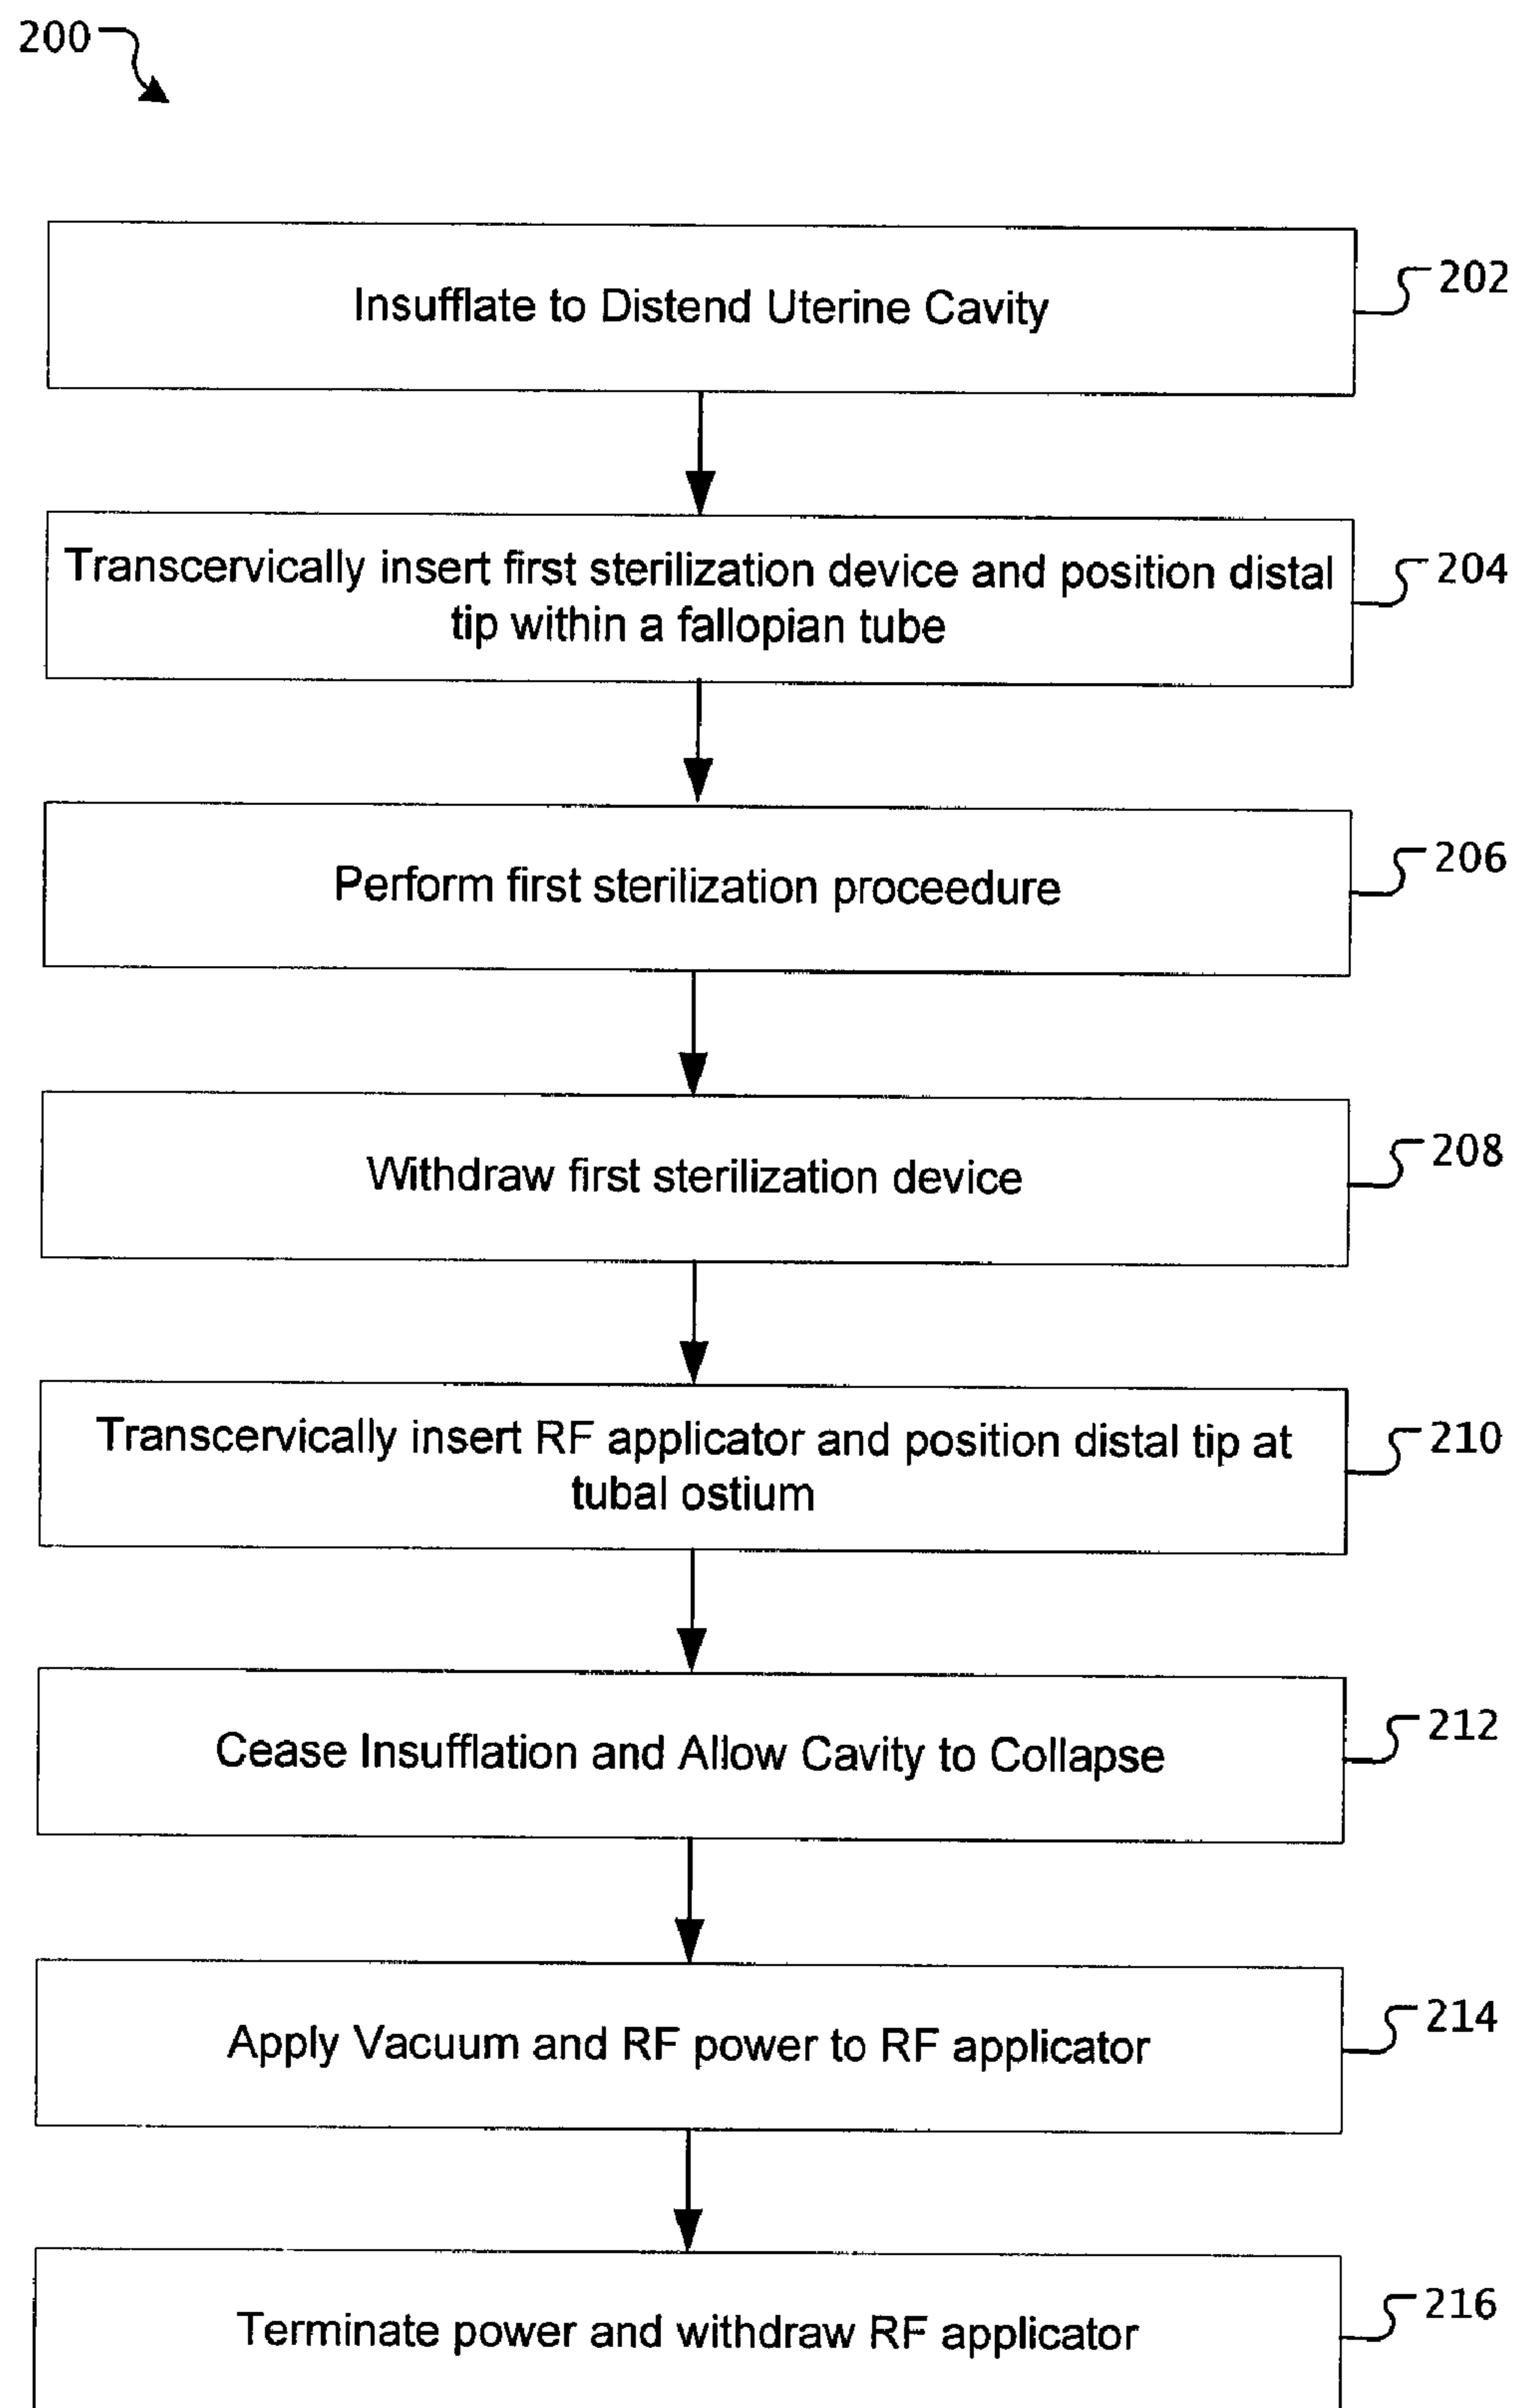 200
Insufflate to Distend Uterine Cavity
202
Transcervically insert first sterilization device and position distal
tip within a fallopian tube
204
Perform first sterilization proceedure
206
Withdraw first sterilization device
208
Transcervically insert RF applicator and position distal tip at
tubal ostium
210
Cease Insufflation and Allow Cavity to Collapse
212
Apply Vacuum and RF power to RF applicator
214
Terminate power and withdraw RF applicator
216